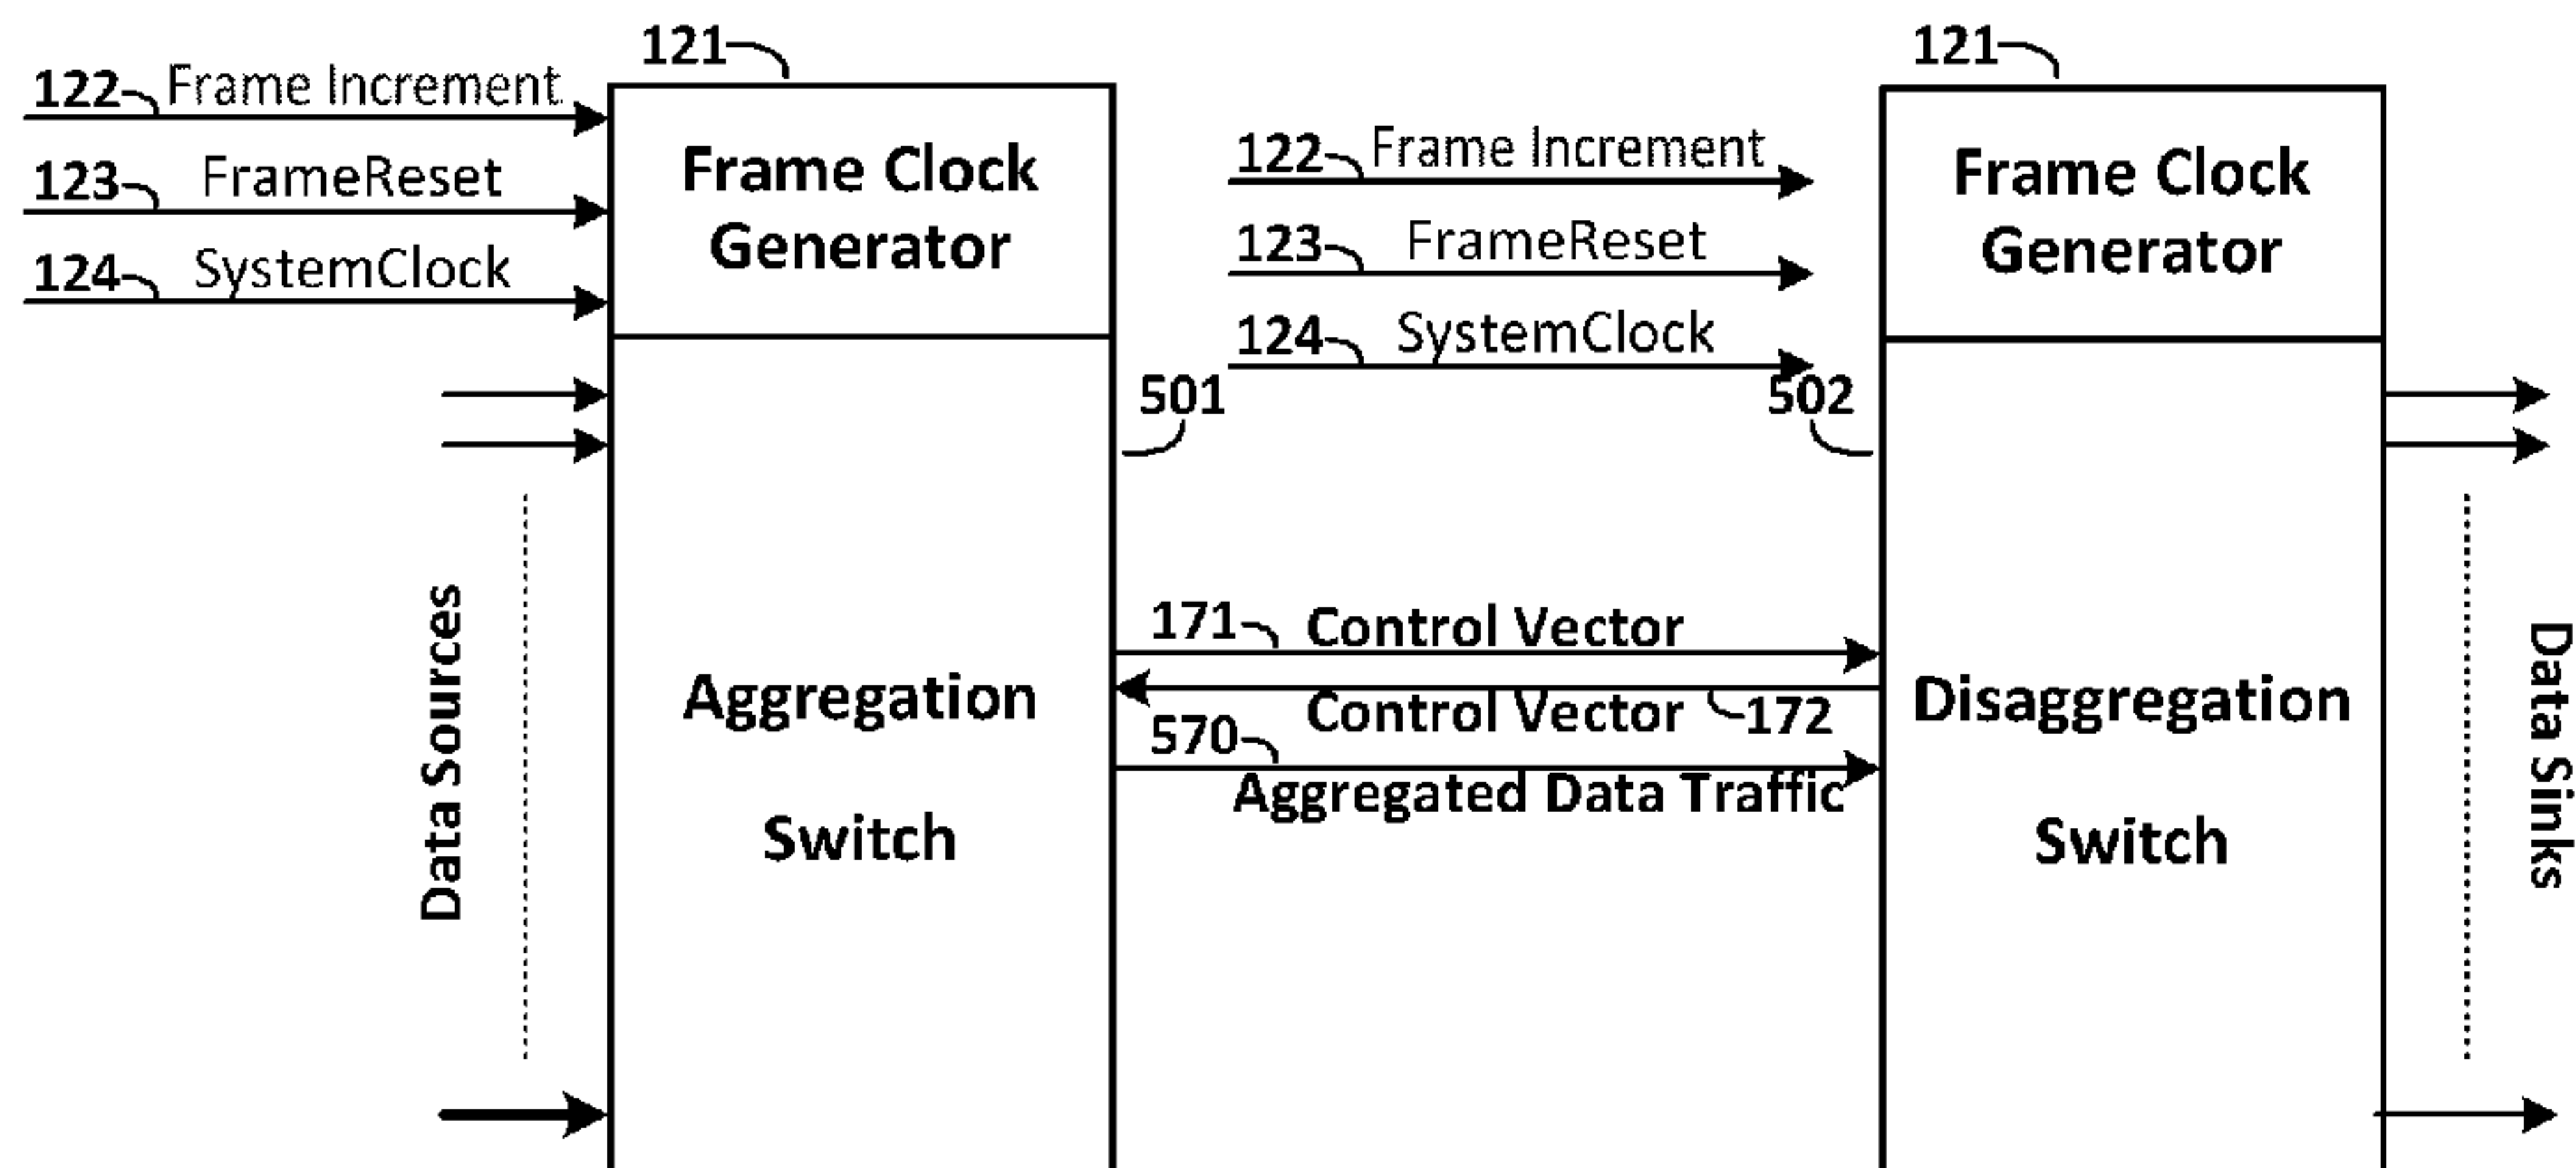 121
121
122 Frame Increment
Frame Clock
Generator
122 Frame Increment
Frame Clock
Generator
123 FrameReset
123 FrameReset
124 SystemClock
124 SystemClock
501
502
Data Sources
Aggregation
Switch
171 Control Vector
Control Vector 172
570
Aggregated Data Traffic
Disaggregation
Switch
Data Sinks